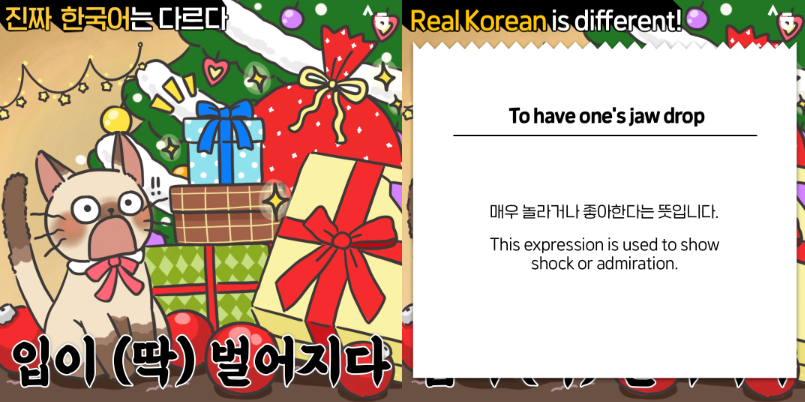 진짜 한국어는 다르다
!!
입이 (딱) 벌어지다
Real Korean is different!
To have one's jaw drop
매우 놀라거나 좋아한다는 뜻입니다.
This expression is used to show
shock or admiration.